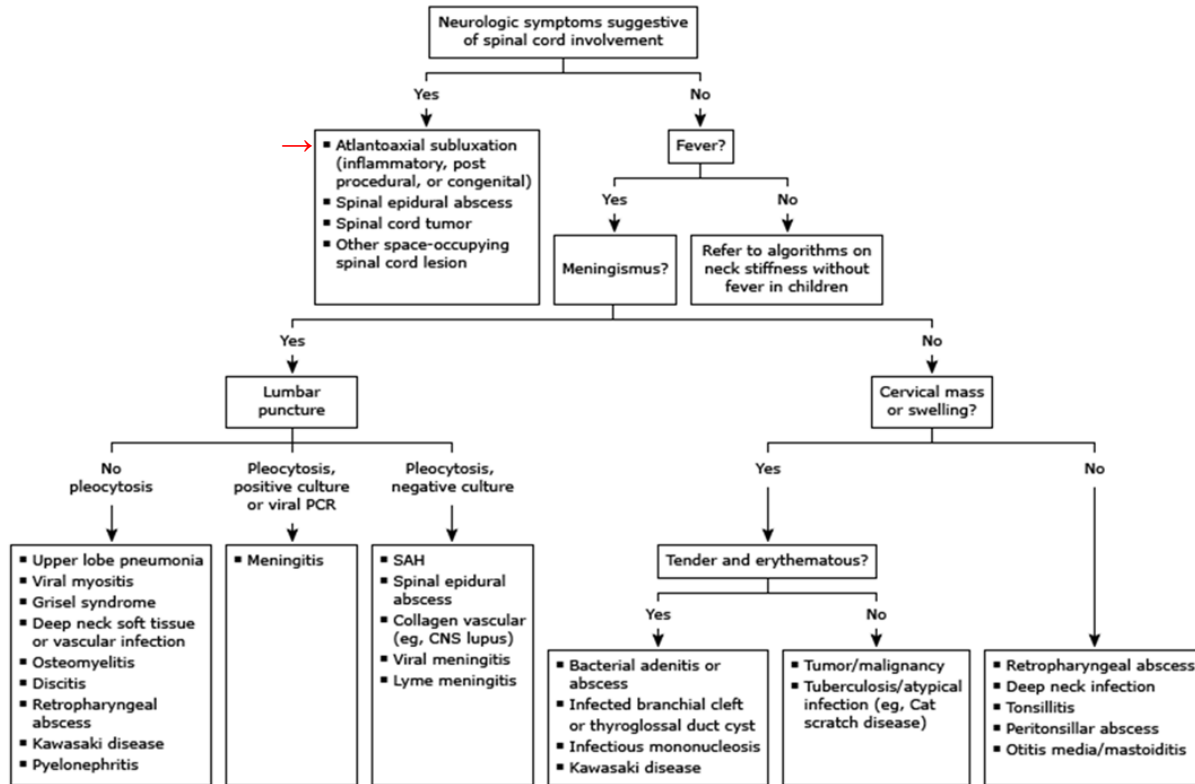 Neurologic symptoms suggestive
of spinal cord involvement
Yes
No
→
▪ Atlantoaxial subluxation
(inflammatory, post
procedural, or congenital)
▪ Spinal epidural abscess
▪ Spinal cord tumor
▪ Other space-occupying
spinal cord lesion
Fever?
Yes
No
Meningismus?
Refer to algorithms on
neck stiffness without
fever in children
Yes
No
Lumbar
puncture
Cervical mass
or swelling?
No
pleocytosis
Pleocytosis,
positive culture
or viral PCR
Pleocytosis,
negative culture
Yes
No
▪ Upper lobe pneumonia
▪ Viral myositis
▪ Grisel syndrome
▪ Deep neck soft tissue
or vascular infection
▪ Osteomyelitis
▪ Discitis
▪ Retropharyngeal
abscess
▪ Kawasaki disease
▪ Pyelonephritis
▪ Meningitis
▪ SAH
▪ Spinal epidural
abscess
▪ Collagen vascular
(eg, CNS lupus)
▪ Viral meningitis
▪ Lyme meningitis
Tender and erythematous?
Yes
No
▪ Bacterial adenitis or
abscess
▪ Infected branchial cleft
or thyroglossal duct cyst
▪ Infectious mononucleosis
▪ Kawasaki disease
▪ Tumor/malignancy
▪ Tuberculosis/atypical
infection (eg, Cat
scratch disease)
▪ Retropharyngeal abscess
▪ Deep neck infection
▪ Tonsillitis
▪ Peritonsillar abscess
▪ Otitis media/mastoiditis